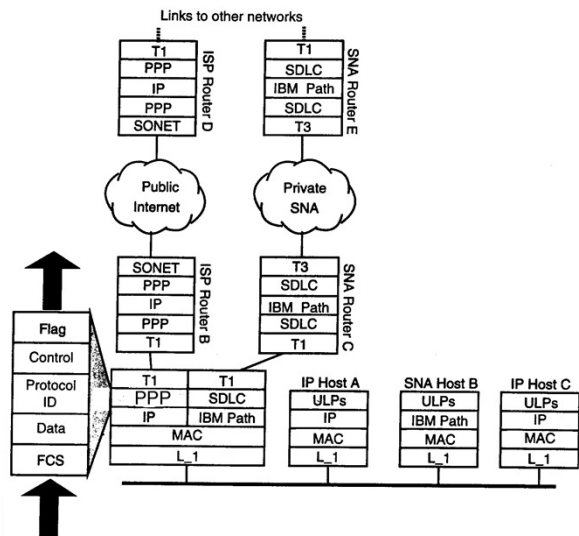 Links to other networks
T1
PPP
IP
PPP
SONET
ISP Router D
T1
SDLC
IBM Path
SDLC
T3
SNA Router E
Public
Internet
Private
SNA
SONET
PPP
IP
PPP
T1
ISP Router B
T3
SDLC
IBM Path
SDLC
T1
SNA Router C
Flag
Control
Protocol
ID
Data
FCS
T1
T1
PPP
SDLC
IP
IBM Path
MAC
L_1
IP Host A
ULPs
IP
MAC
L_1
SNA Host B
ULPs
IBM Path
MAC
L_1
IP Host C
ULPs
IP
MAC
L_1